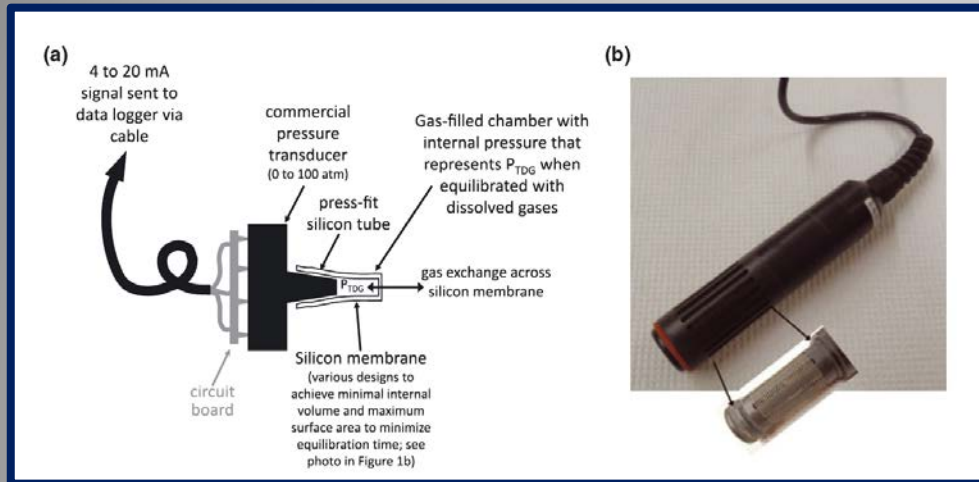 (a)
4 to 20 mA
signal sent to
data logger via
cable
commercial
pressure
transducer
(0 to 100 atm)
press-fit
silicon tube
Gas-filled chamber with
internal pressure that
represents PTDG when
equilibrated with
dissolved gases
PTDG
gas exchange across
silicon membrane
Silicon membrane
(various designs to
achieve minimal internal
volume and maximum
surface area to minimize
equilibration time; see
photo in Figure 1b)
circuit
board
(b)